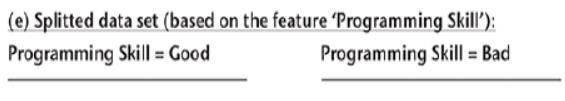 (e) Splitted data set (based on the feature ‘Programming Skill’):
Programming Skill = Good Programming Skill = Bad